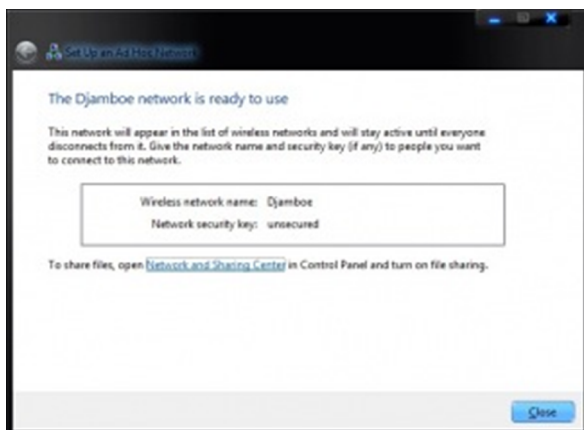 Set Up an Ad Hoc Network
The Djamboe network is ready to use
This network will appear in the list of wireless networks and will stay active until everyone
disconnects from it. Give the network name and security key (if any) to people you want
to connect to this network.
Wireless network name: Djamboe
Network security key: unsecured
To share files, open Network and Sharing Center in Control Panel and turn on file sharing.
Close